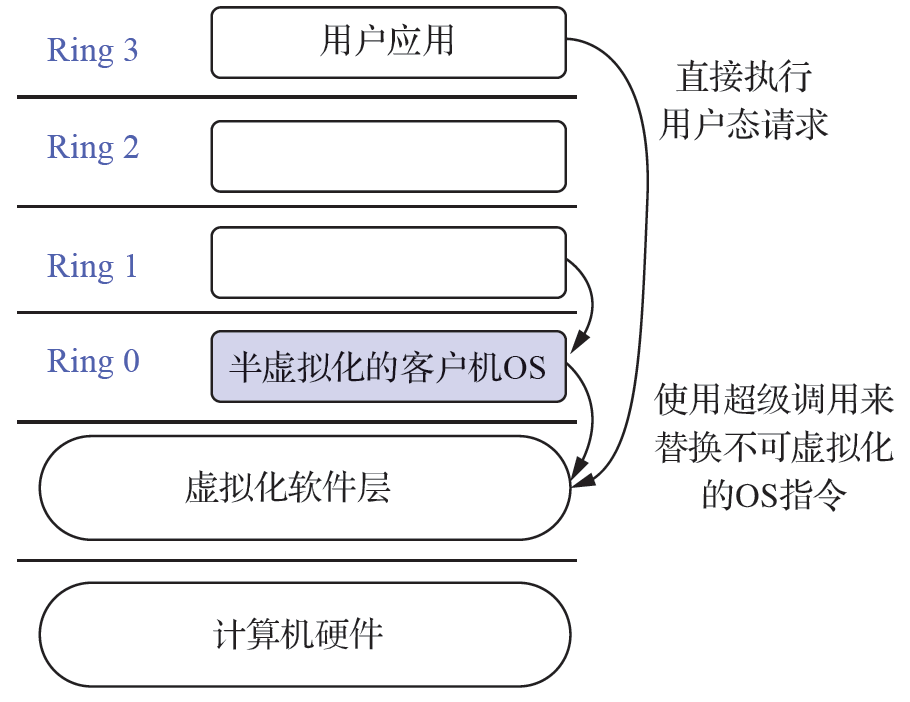 Ring 3
用户应用
直接执行
用户态请求
Ring 2
Ring 1
Ring 0
半虚拟化的客户机OS
使用超级调用来
替换不可虚拟化
的OS指令
虚拟化软件层
计算机硬件